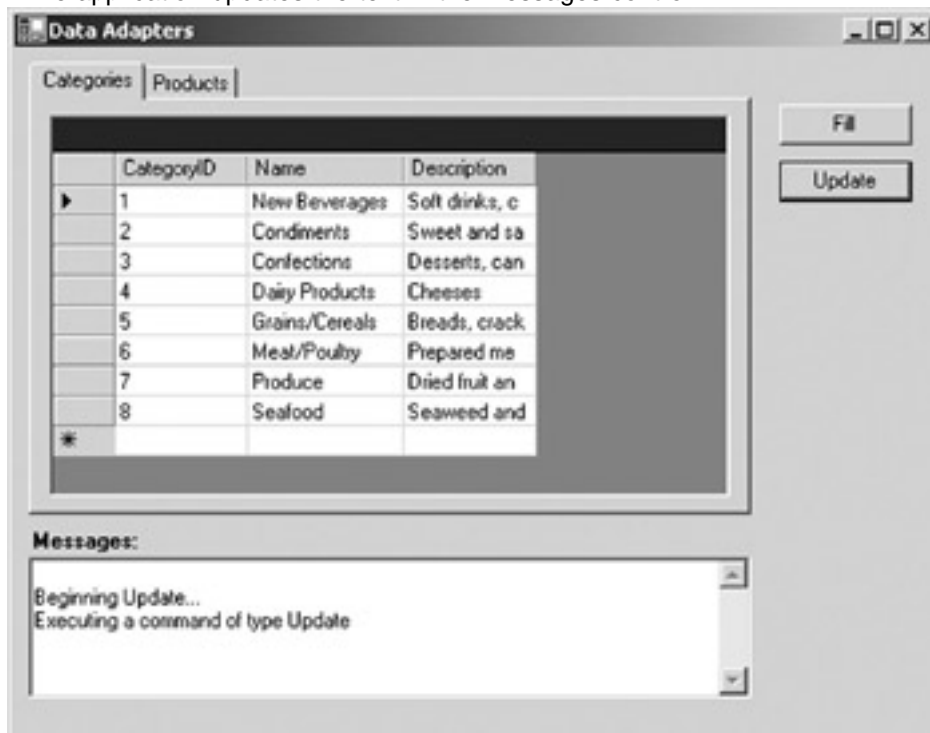 Data Adapters
Categories Products
Fill
Update
CategoryID Name Description
1 New Beverages Soft drinks, c
2 Condiments Sweet and sa
3 Confections Desserts, can
4 Dairy Products Cheeses
5 Grains/Cereals Breads, crack
6 Meat/Poultry Prepared me
7 Produce Dried fruit an
8 Seafood Seaweed and
Messages:
Beginning Update...
Executing a command of type Update